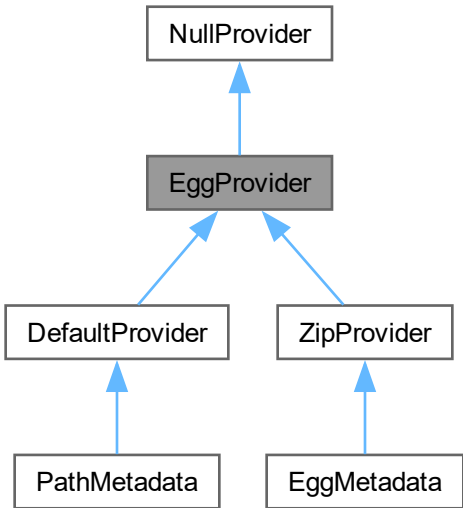 NullProvider
EggProvider
DefaultProvider
ZipProvider
PathMetadata
EggMetadata